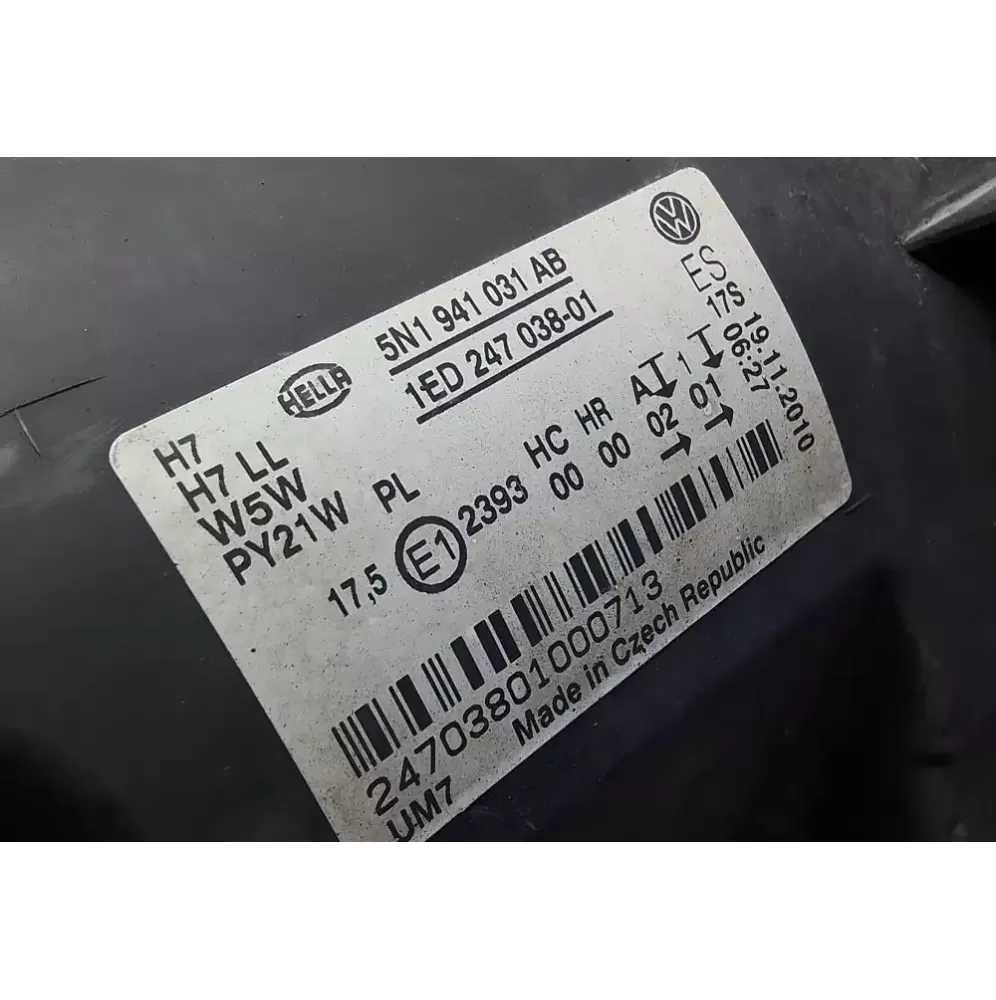 HELLA
5N1 941 031 AB
1ED 247 038-01
VW
ES
17S 19.11.2010
06:27
H7
H7 LL
W5W
PY21W PL
17,5 E1 2393
HC HR A 1
00 00 02 01
24703801000713
UM7 Made in Czech Republic